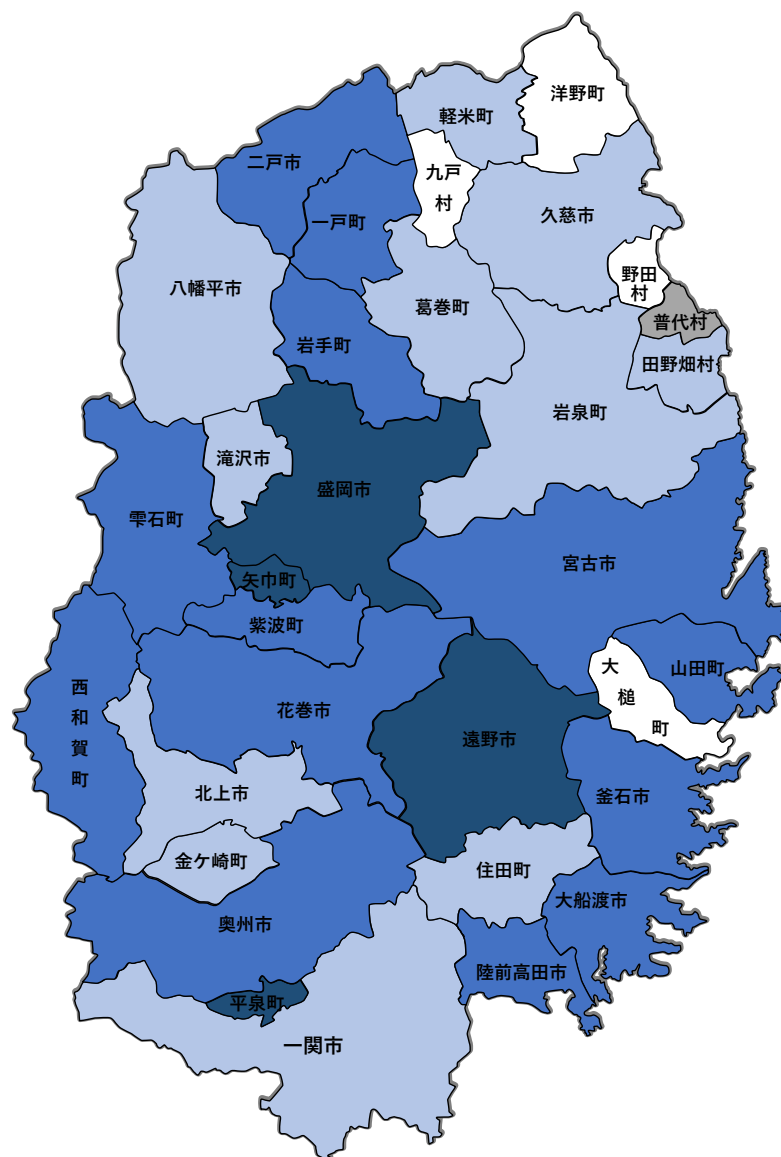 洋野町
軽米町
二戸市
九戸
村
一戸町
久慈市
八幡平市
野田
村
葛巻町
普代村
岩手町
田野畑村
岩泉町
滝沢市
盛岡市
雫石町
宮古市
矢巾町
紫波町
山田町
大
槌
町
西
和
賀
町
花巻市
遠野市
北上市
釜石市
金ケ崎町
住田町
大船渡市
奥州市
陸前高田市
平泉町
一関市